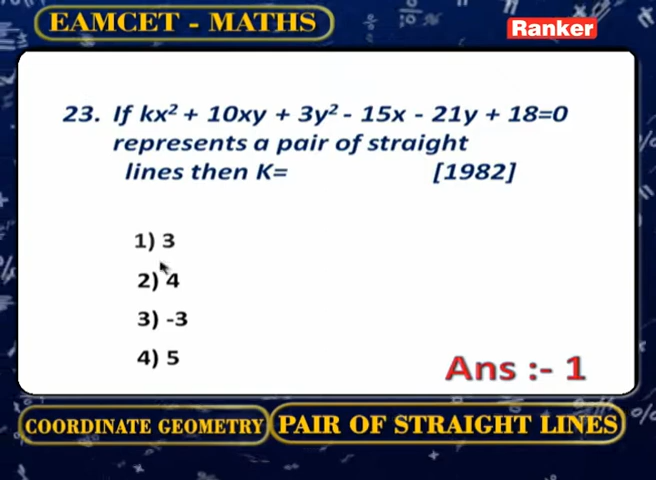 EAMCET - MATHS
Ranker
23. If kx² + 10xy + 3y² - 15x - 21y + 18=0
represents a pair of straight
lines then K= [1982]
1) 3
2) 4
3) -3
4) 5
Ans :- 1
COORDINATE GEOMETRY PAIR OF STRAIGHT LINES